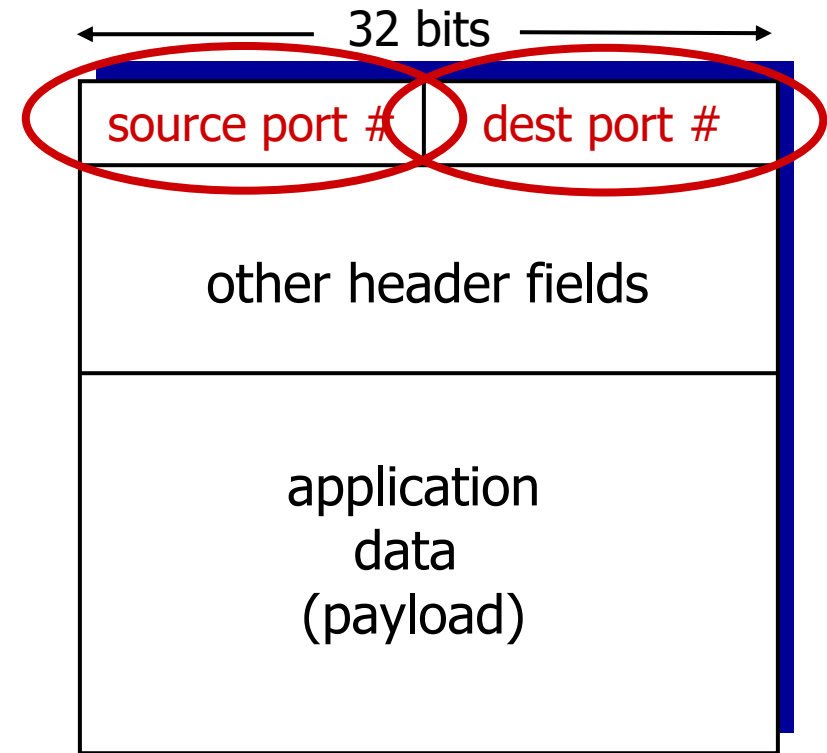 32 bits
source port # dest port #
other header fields
application
data
(payload)